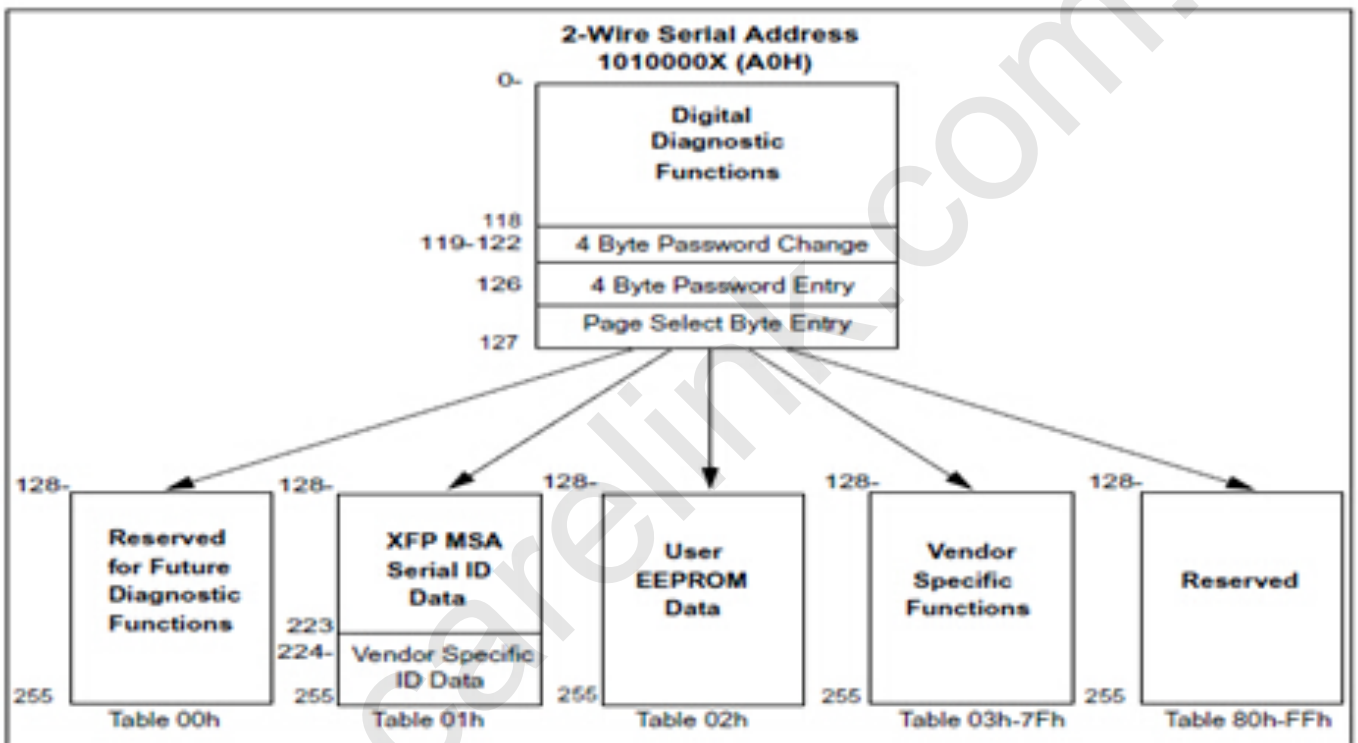 2-Wire Serial Address
1010000X (A0H)
0-
Digital
Diagnostic
Functions
118
119-122
4 Byte Password Change
126
4 Byte Password Entry
Page Select Byte Entry
127
128-
Reserved
for Future
Diagnostic
Functions
255
Table 00h
128-
XFP MSA
Serial ID
Data
223
224-
Vendor Specific
ID Data
255
Table 01h
128-
User
EEPROM
Data
255
Table 02h
128-
Vendor
Specific
Functions
255
Table 03h-7Fh
128-
Reserved
255
Table 80h-FFh
carelink.com